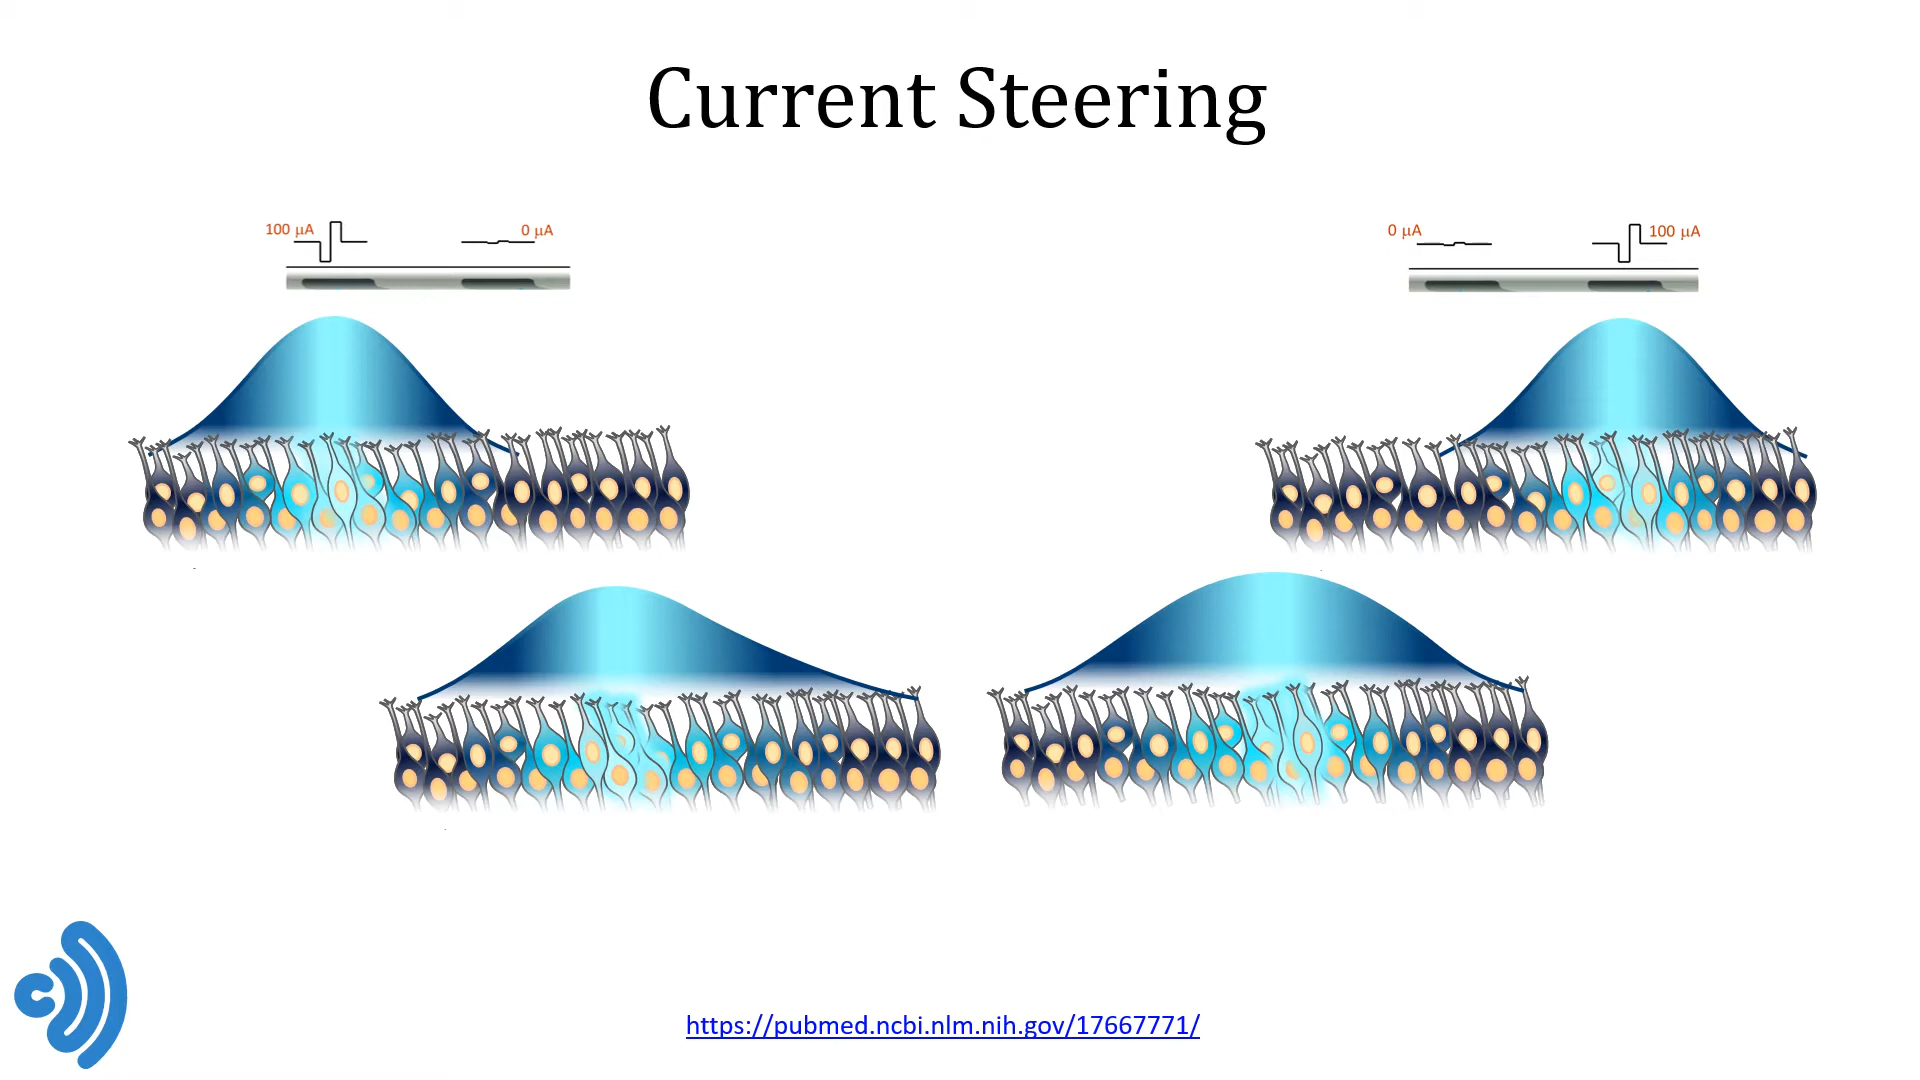 Current Steering
100 µA
0 µA
0 µA
100 µA
https://pubmed.ncbi.nlm.nih.gov/17667771/